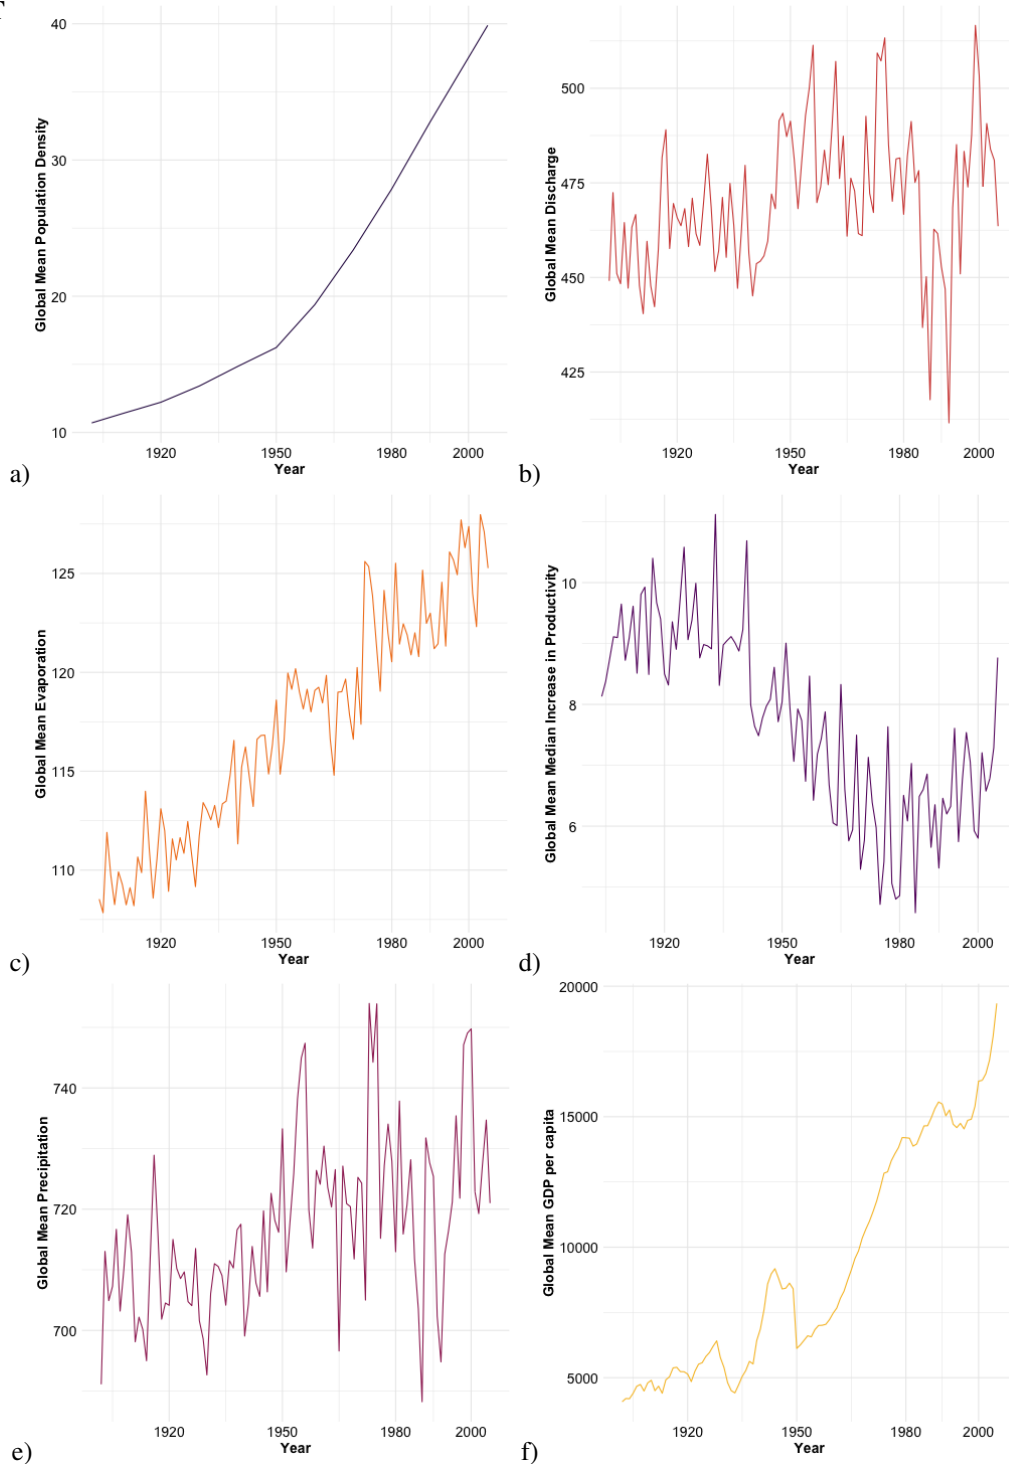 Global Mean Population Density
40
30
20
10
1920 1950 1980 2000
Year
a)
Global Mean Discharge
500
475
450
425
1920 1950 1980 2000
Year
b)
Global Mean Evaporation
125
120
115
110
1920 1950 1980 2000
Year
c)
Global Mean Median Increase in Productivity
10
8
6
1920 1950 1980 2000
Year
d)
Global Mean Precipitation
740
720
700
1920 1950 1980 2000
Year
e)
Global Mean GDP per capita
20000
15000
10000
5000
1920 1950 1980 2000
Year
f)